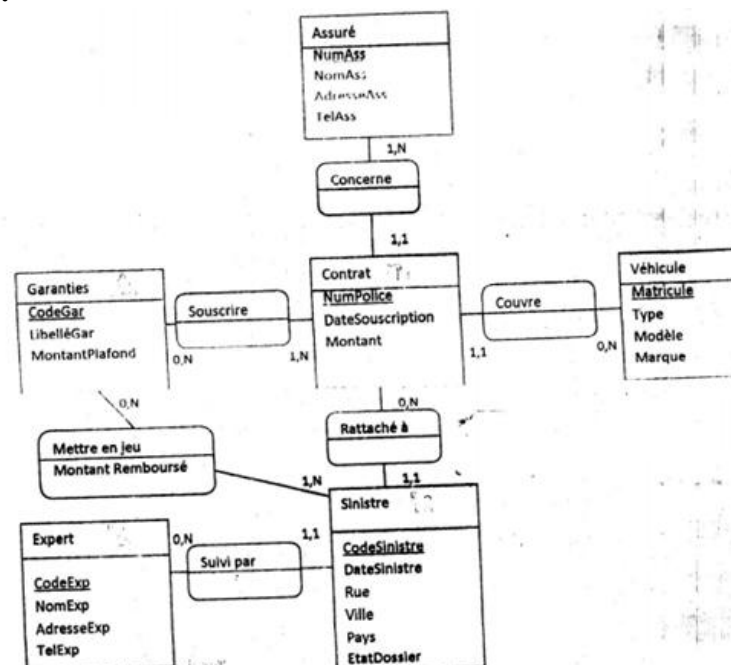 Assuré
NumAss
NomAss
AdresseAss
TelAss
1,N
Concerne
1,1
Garanties
CodeGar
LibelléGar
MontantPlafond
Souscrire
0,N
1,N
Contrat
NumPolice
DateSouscription
Montant
Couvre
1,1
0,N
Véhicule
Matricule
Type
Modèle
Marque
0,N
Mettre en jeu
Montant Remboursé
1,N
0,N
Rattaché à
1,1
Sinistre
CodeSinistre
DateSinistre
Rue
Ville
Pays
EtatDossier
Expert
CodeExp
NomExp
AdresseExp
TelExp
0,N
Suivi par
1,1